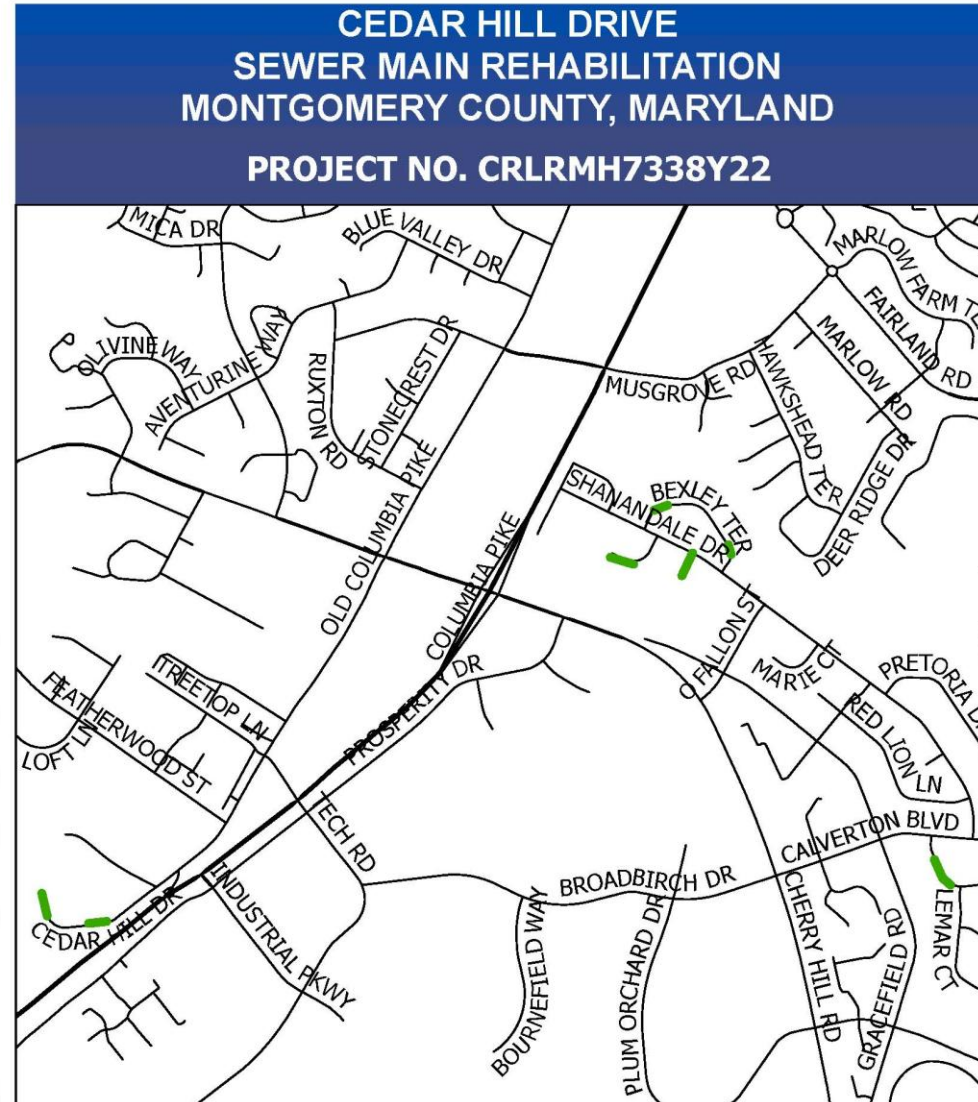 CEDAR HILL DRIVE
SEWER MAIN REHABILITATION
MONTGOMERY COUNTY, MARYLAND
PROJECT NO. CRLRMH7338Y22
MICA DR
BLUE VALLEY DR
MARLOW FARM TE
FAIRLAND RD
MARLOW RD
OLIVINE WAY
AVENTURINE WAY
RUXTON RD
STONECREST DR
MUSGROVE RD
HAWKSHEAD TER
DEER RIDGE DR
SHANANDALE DR
BEXLEY TER
OLD COLUMBIA PIKE
COLUMBIA PIKE
O FALLON ST
MARIE CT
PRETORIA
RED LION LN
TREETOP LN
PROSPERITY DR
FEATHERWOOD ST
LOFT LN
TECH RD
CALVERTON BLVD
BROADBIRCH DR
INDUSTRIAL PKWY
CEDAR HILL DR
BOURNEFIELD WAY
PLUM ORCHARD DR
CHERRY HILL RD
GRACEFIELD RD
LEMAR CT